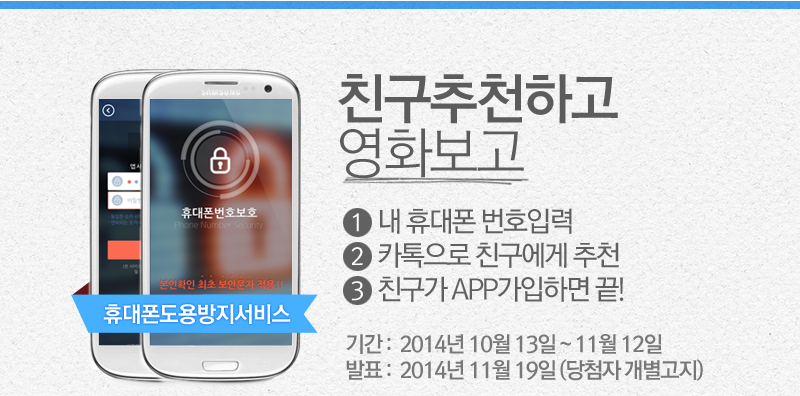 친구추천하고
영화보고
1 내 휴대폰 번호입력
2 카톡으로 친구에게 추천
3 친구가 APP가입하면 끝!
기간 : 2014년 10월 13일 ~ 11월 12일
발표 : 2014년 11월 19일 (당첨자 개별고지)
SAMSUNG
휴대폰번호보호
Phone Number Security
본인확인 최초 보안문자 적용!!
휴대폰도용방지서비스